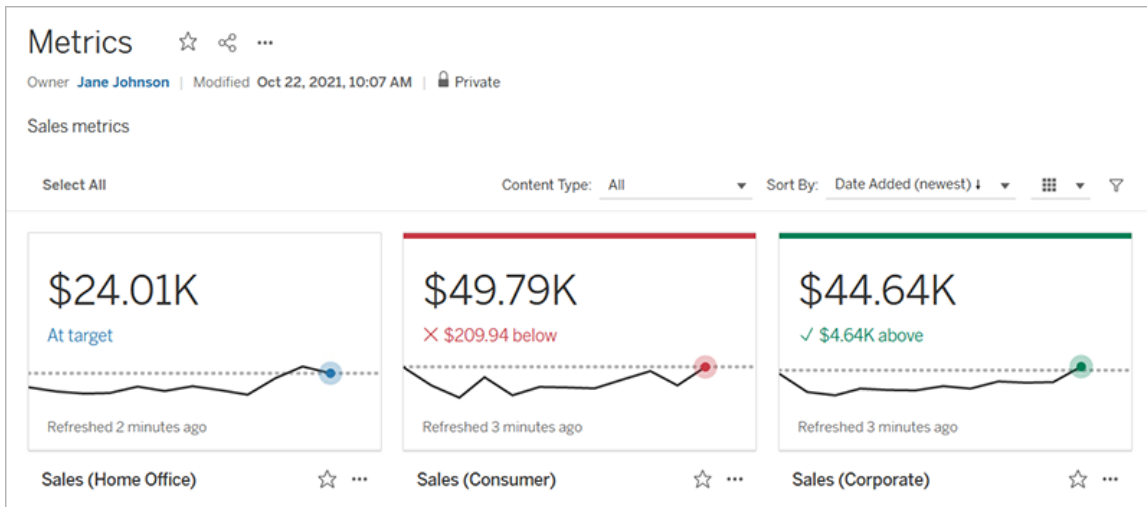 Metrics
Owner Jane Johnson | Modified Oct 22, 2021, 10:07 AM | Private
Sales metrics
Select All Content Type: All Sort By: Date Added (newest) ↓
$24.01K $49.79K $44.64K
At target × $209.94 below ✓ $4.64K above
Refreshed 2 minutes ago Refreshed 3 minutes ago Refreshed 3 minutes ago
Sales (Home Office) Sales (Consumer) Sales (Corporate)